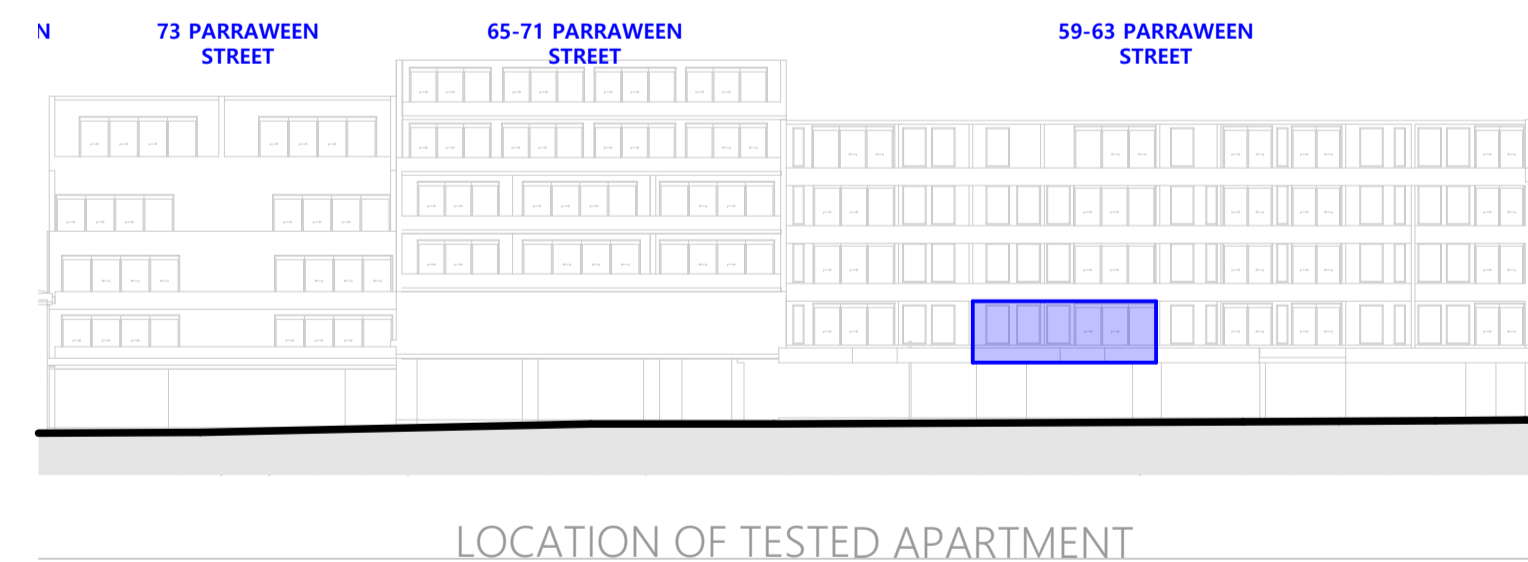 N
73 PARRAWEEN
STREET
65-71 PARRAWEEN
STREET
59-63 PARRAWEEN
STREET
LOCATION OF TESTED APARTMENT